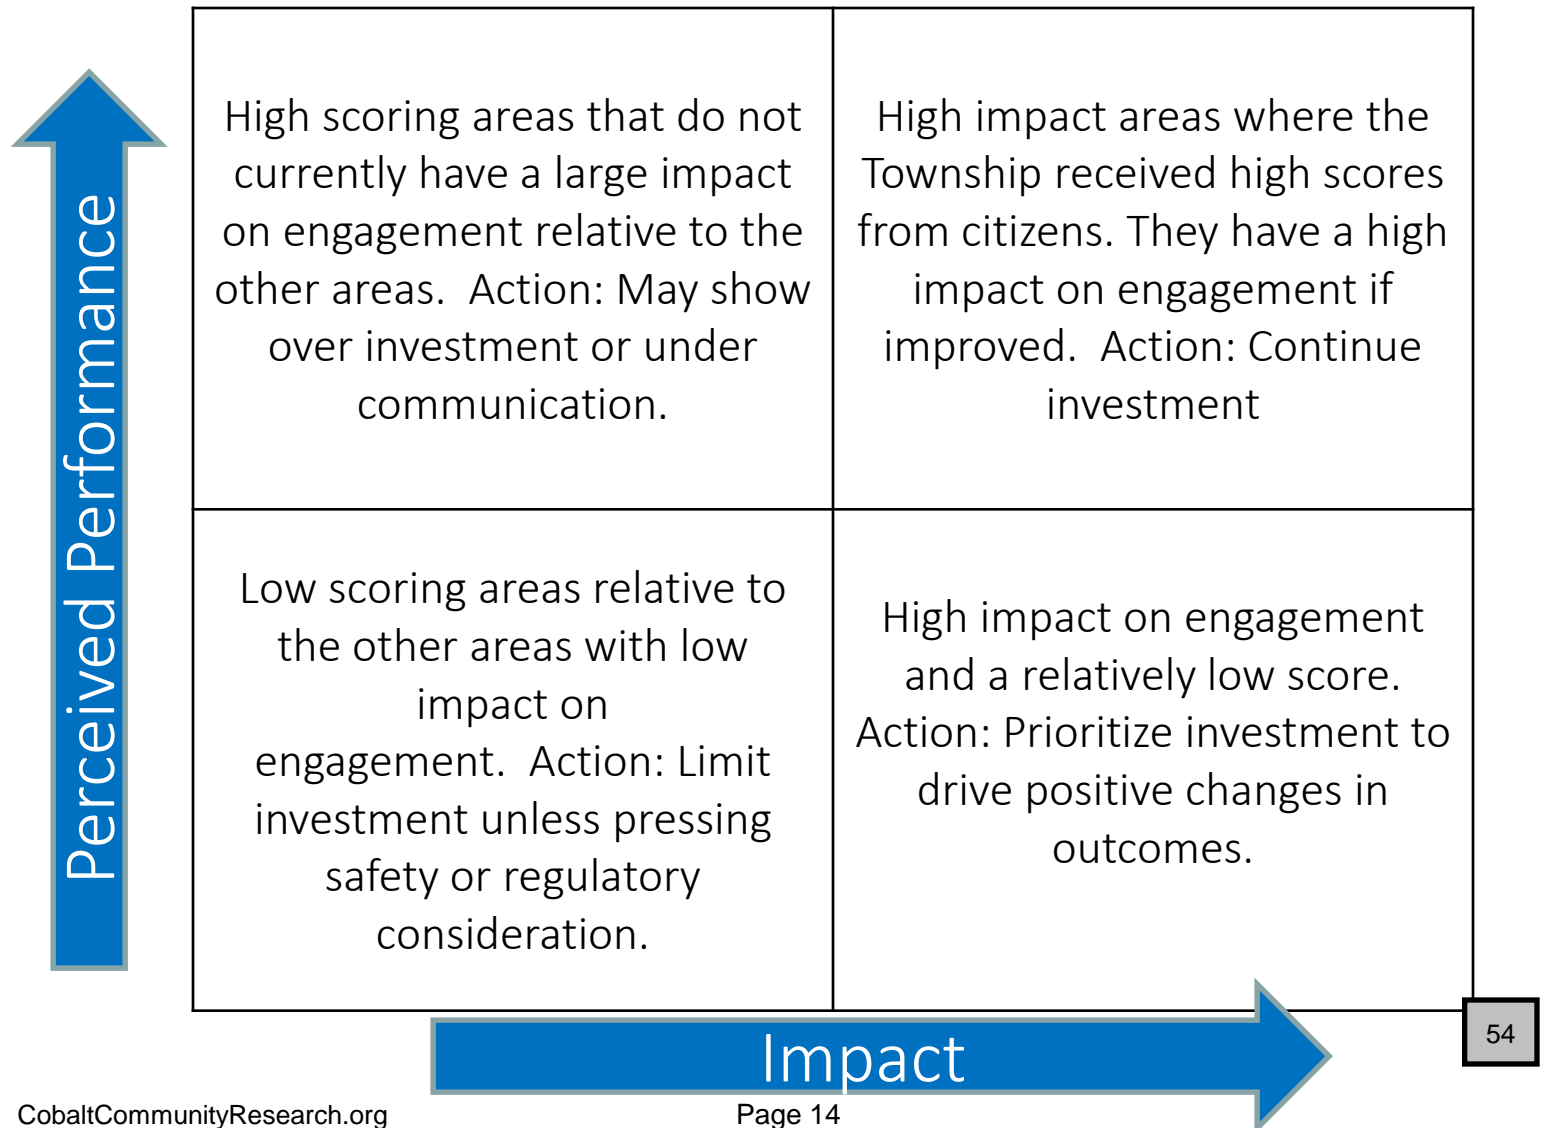 Perceived Performance
High scoring areas that do not
currently have a large impact
on engagement relative to the
other areas.  Action: May show
over investment or under
communication.
High impact areas where the
Township received high scores
from citizens. They have a high
impact on engagement if
improved.  Action: Continue
investment
Low scoring areas relative to
the other areas with low
impact on
engagement.  Action: Limit
investment unless pressing
safety or regulatory
consideration.
High impact on engagement
and a relatively low score.
Action: Prioritize investment to
drive positive changes in
outcomes.
Impact
54
CobaltCommunityResearch.org
Page 14